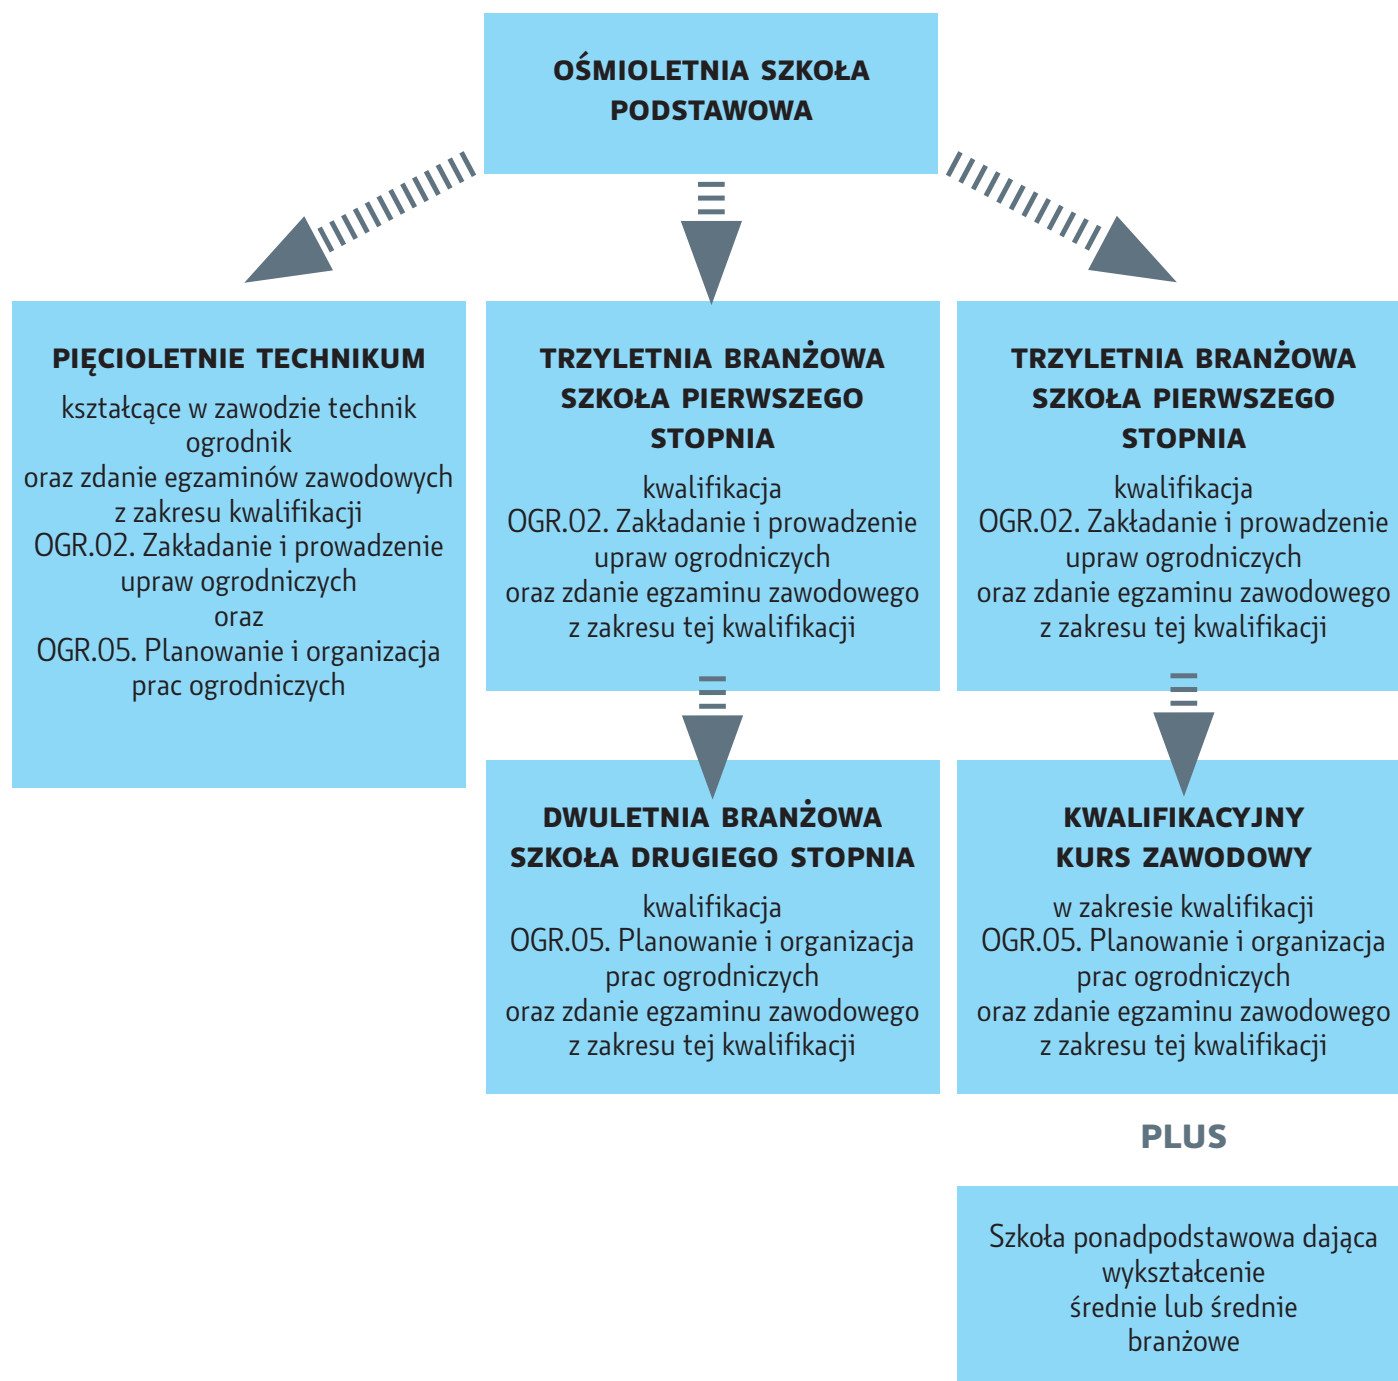 OŚMIOLETNIA SZKOŁA
PODSTAWOWA
PIĘCIOLETNIE TECHNIKUM
kształcące w zawodzie technik
ogrodnik
oraz zdanie egzaminów zawodowych
z zakresu kwalifikacji
OGR.02. Zakładanie i prowadzenie
upraw ogrodniczych
oraz
OGR.05. Planowanie i organizacja
prac ogrodniczych
TRZYLETNIA BRANŻOWA
SZKOŁA PIERWSZEGO
STOPNIA
kwalifikacja
OGR.02. Zakładanie i prowadzenie
upraw ogrodniczych
oraz zdanie egzaminu zawodowego
z zakresu tej kwalifikacji
TRZYLETNIA BRANŻOWA
SZKOŁA PIERWSZEGO
STOPNIA
kwalifikacja
OGR.02. Zakładanie i prowadzenie
upraw ogrodniczych
oraz zdanie egzaminu zawodowego
z zakresu tej kwalifikacji
DWULETNIA BRANŻOWA
SZKOŁA DRUGIEGO STOPNIA
kwalifikacja
OGR.05. Planowanie i organizacja
prac ogrodniczych
oraz zdanie egzaminu zawodowego
z zakresu tej kwalifikacji
KWALIFIKACYJNY
KURS ZAWODOWY
w zakresie kwalifikacji
OGR.05. Planowanie i organizacja
prac ogrodniczych
oraz zdanie egzaminu zawodowego
z zakresu tej kwalifikacji
PLUS
Szkoła ponadpodstawowa dająca
wykształcenie
średnie lub średnie
branżowe